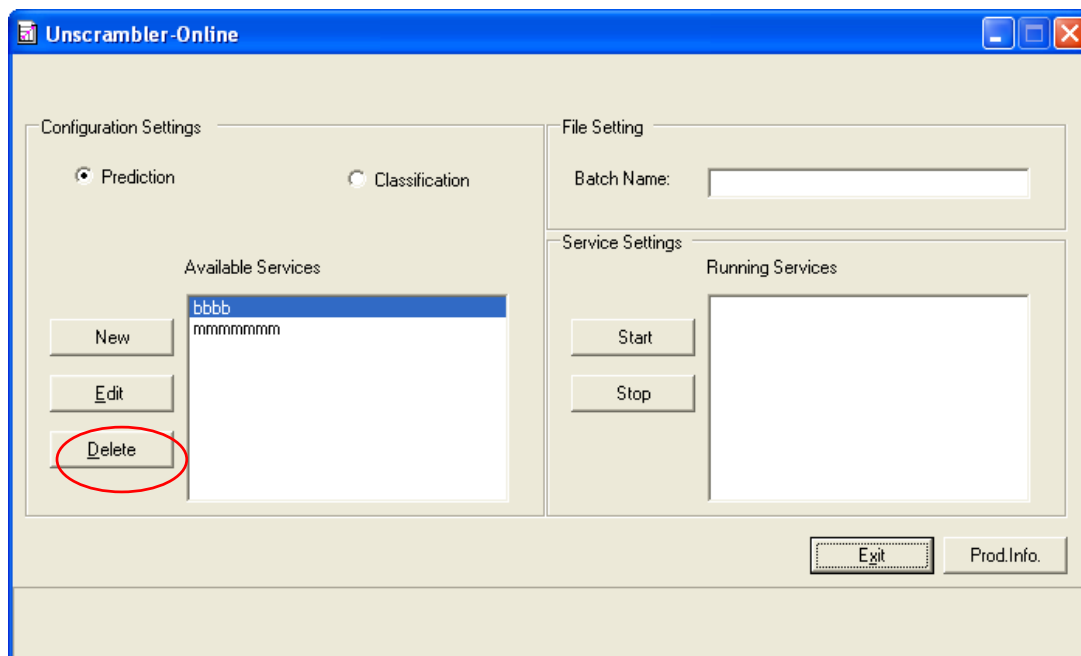 Unscrambler-Online
Configuration Settings
Prediction
Classification
File Setting
Batch Name:
Available Services
bbbb
mmmmmmm
New
Edit
Delete
Service Settings
Running Services
Start
Stop
Exit
Prod.Info.